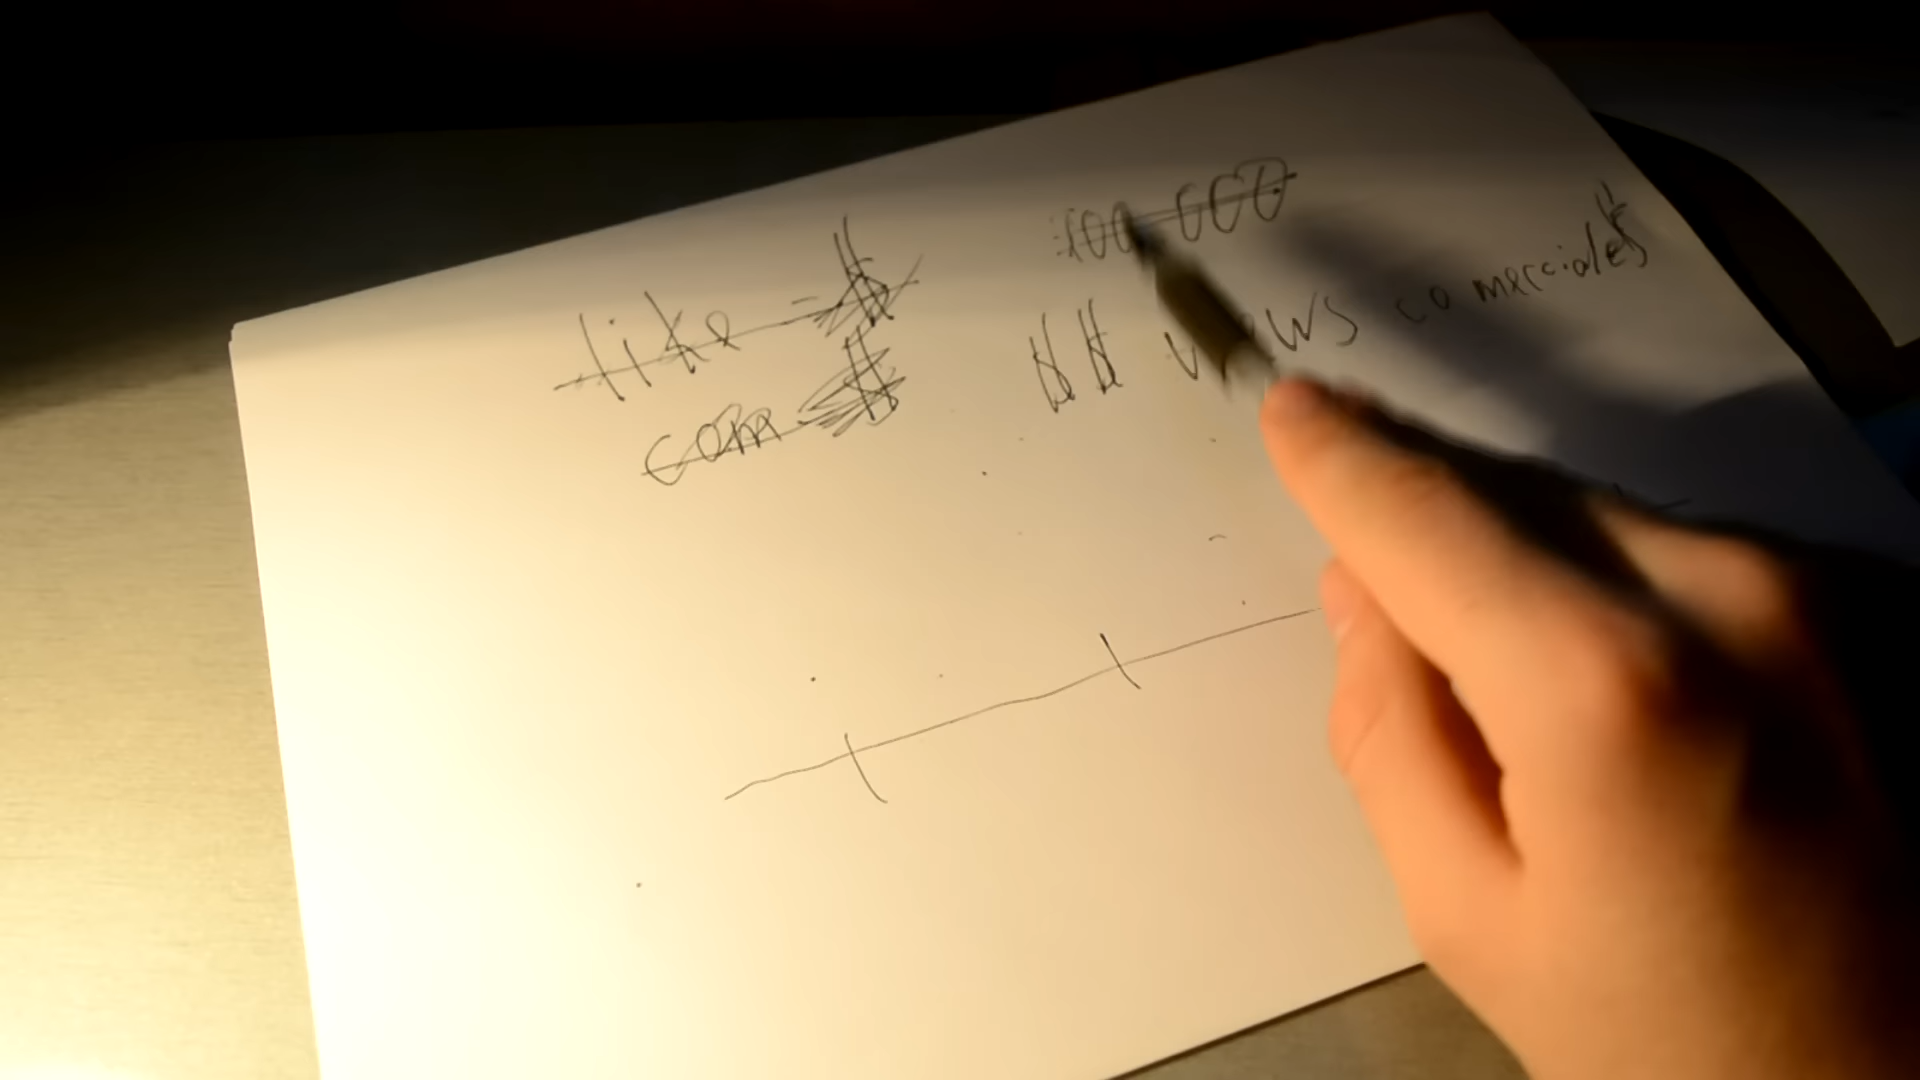 like = $
com = $
100 000
$$ views comerciales $